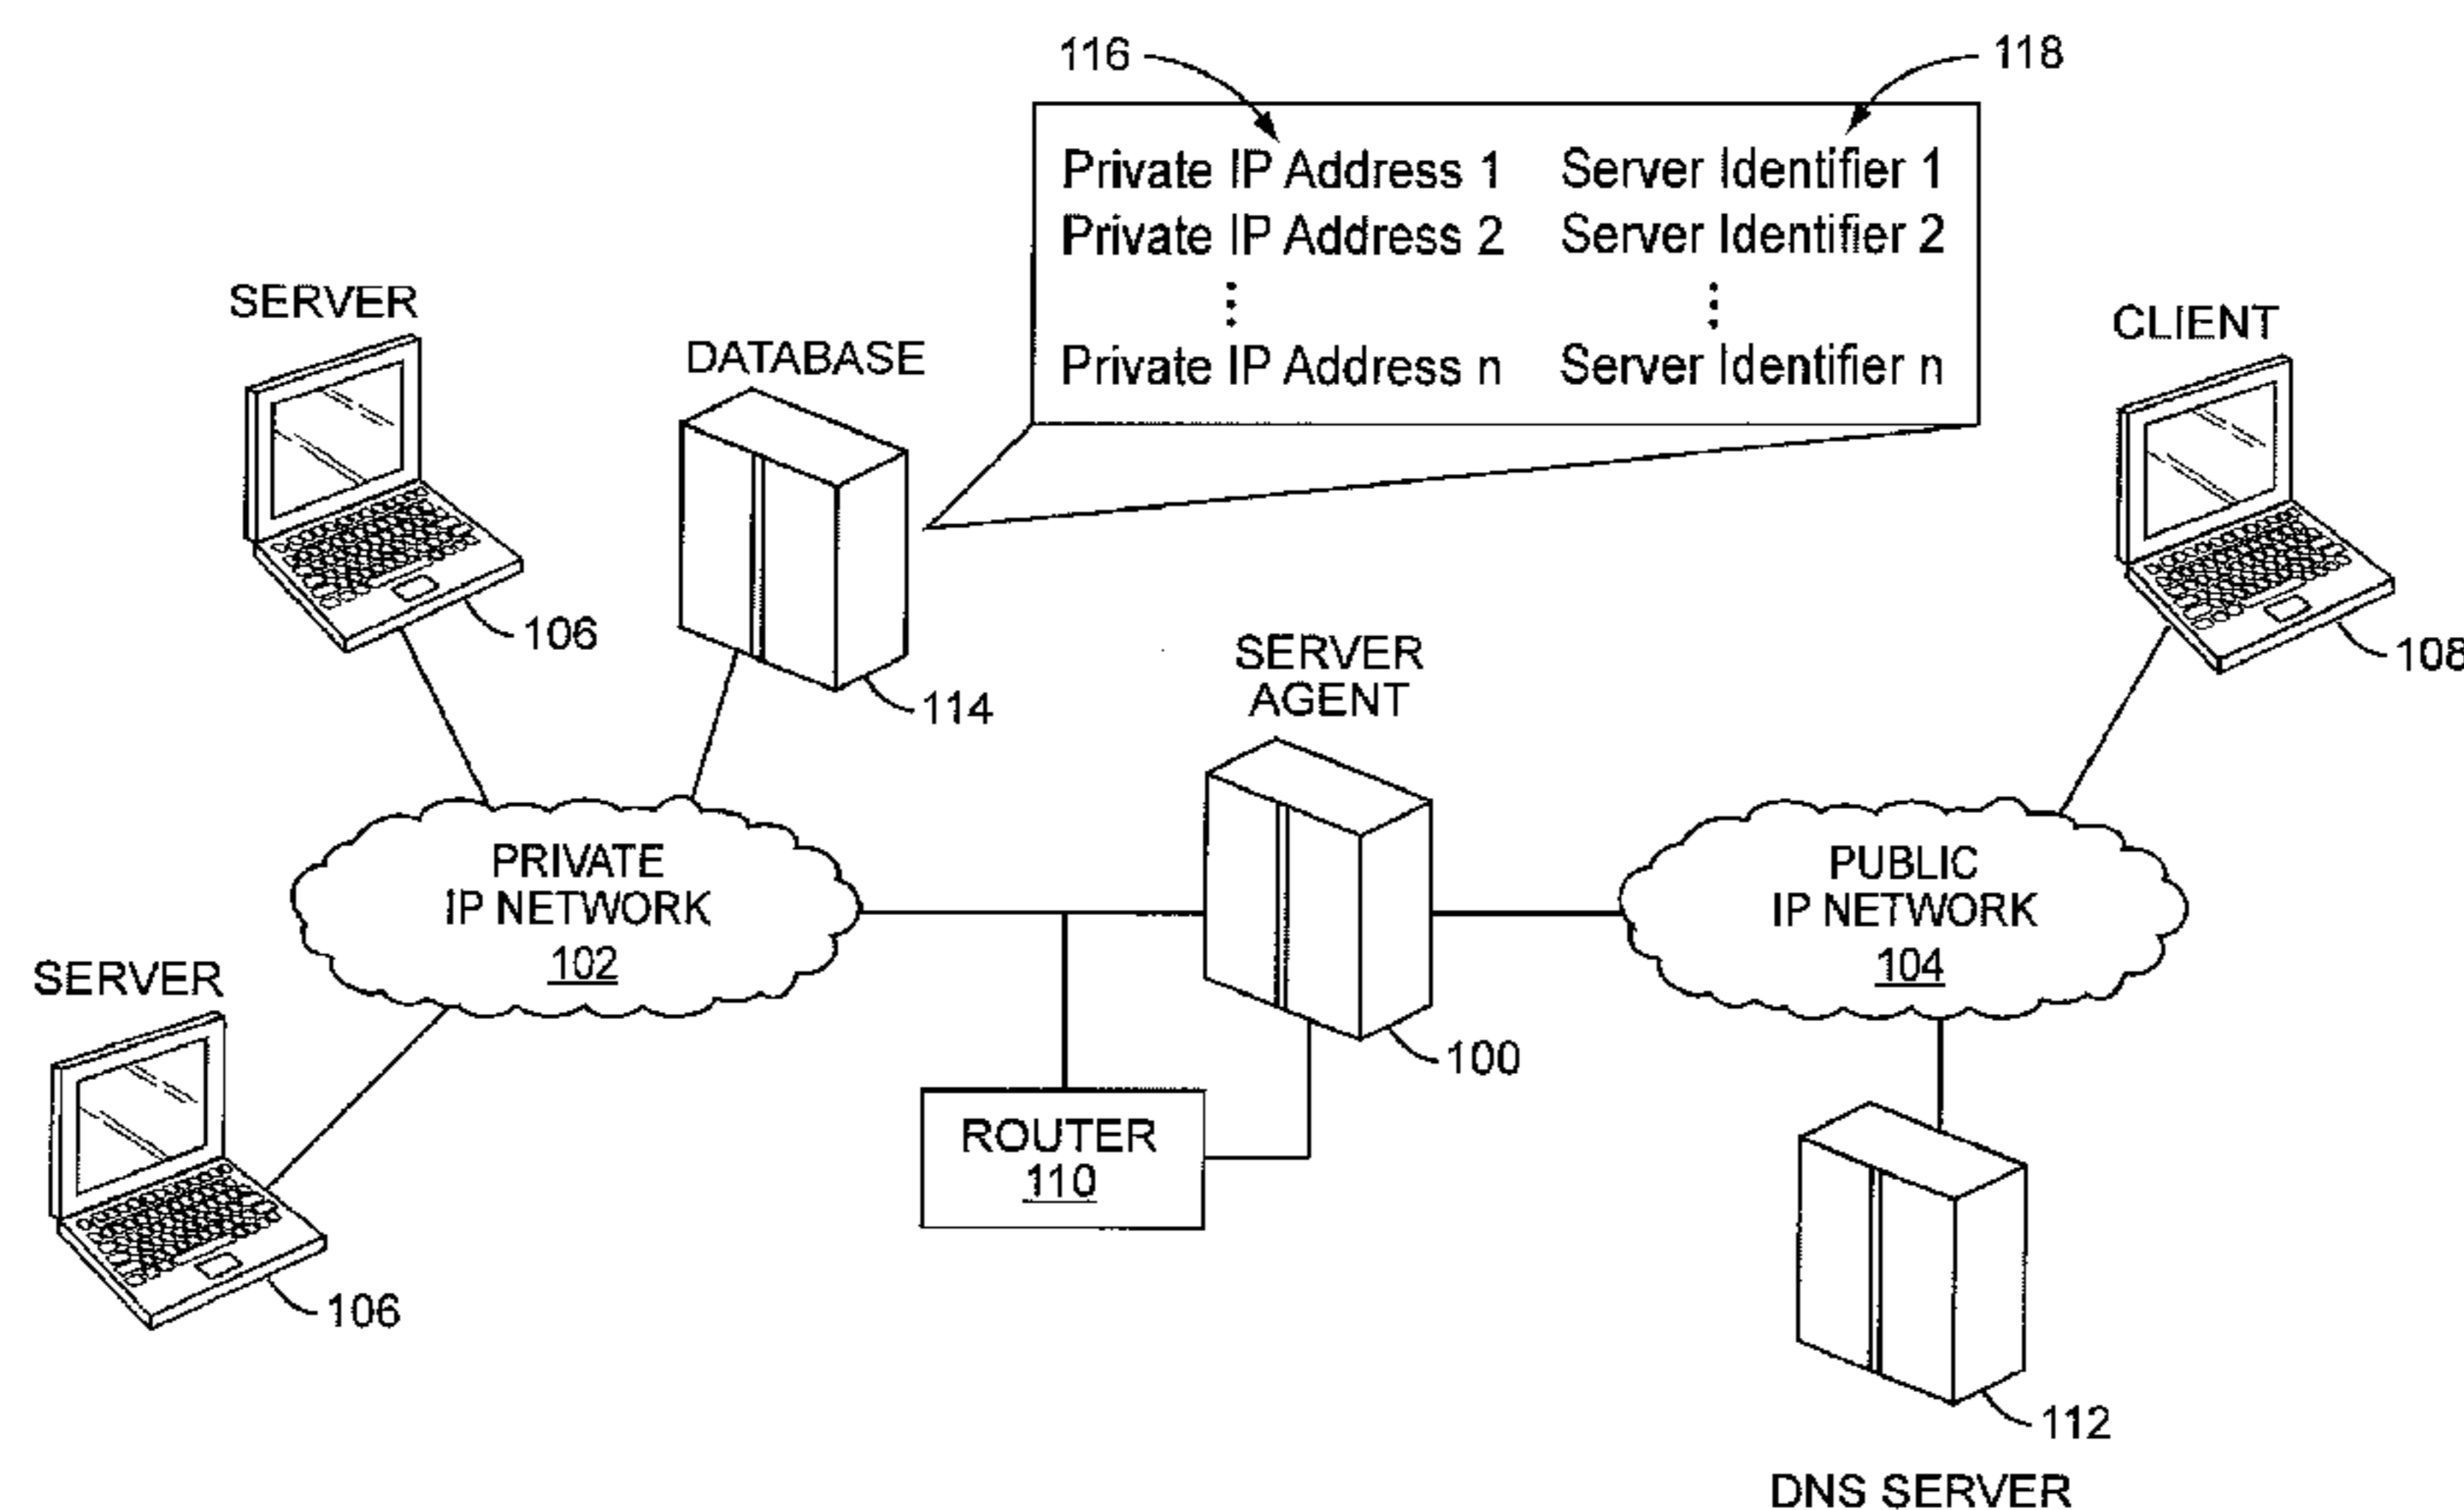 116
118
Private IP Address 1 Server Identifier 1
Private IP Address 2 Server Identifier 2
Private IP Address n Server Identifier n
SERVER
106
DATABASE
114
SERVER
AGENT
100
CLIENT
108
PRIVATE
IP NETWORK
102
PUBLIC
IP NETWORK
104
SERVER
106
ROUTER
110
112
DNS SERVER